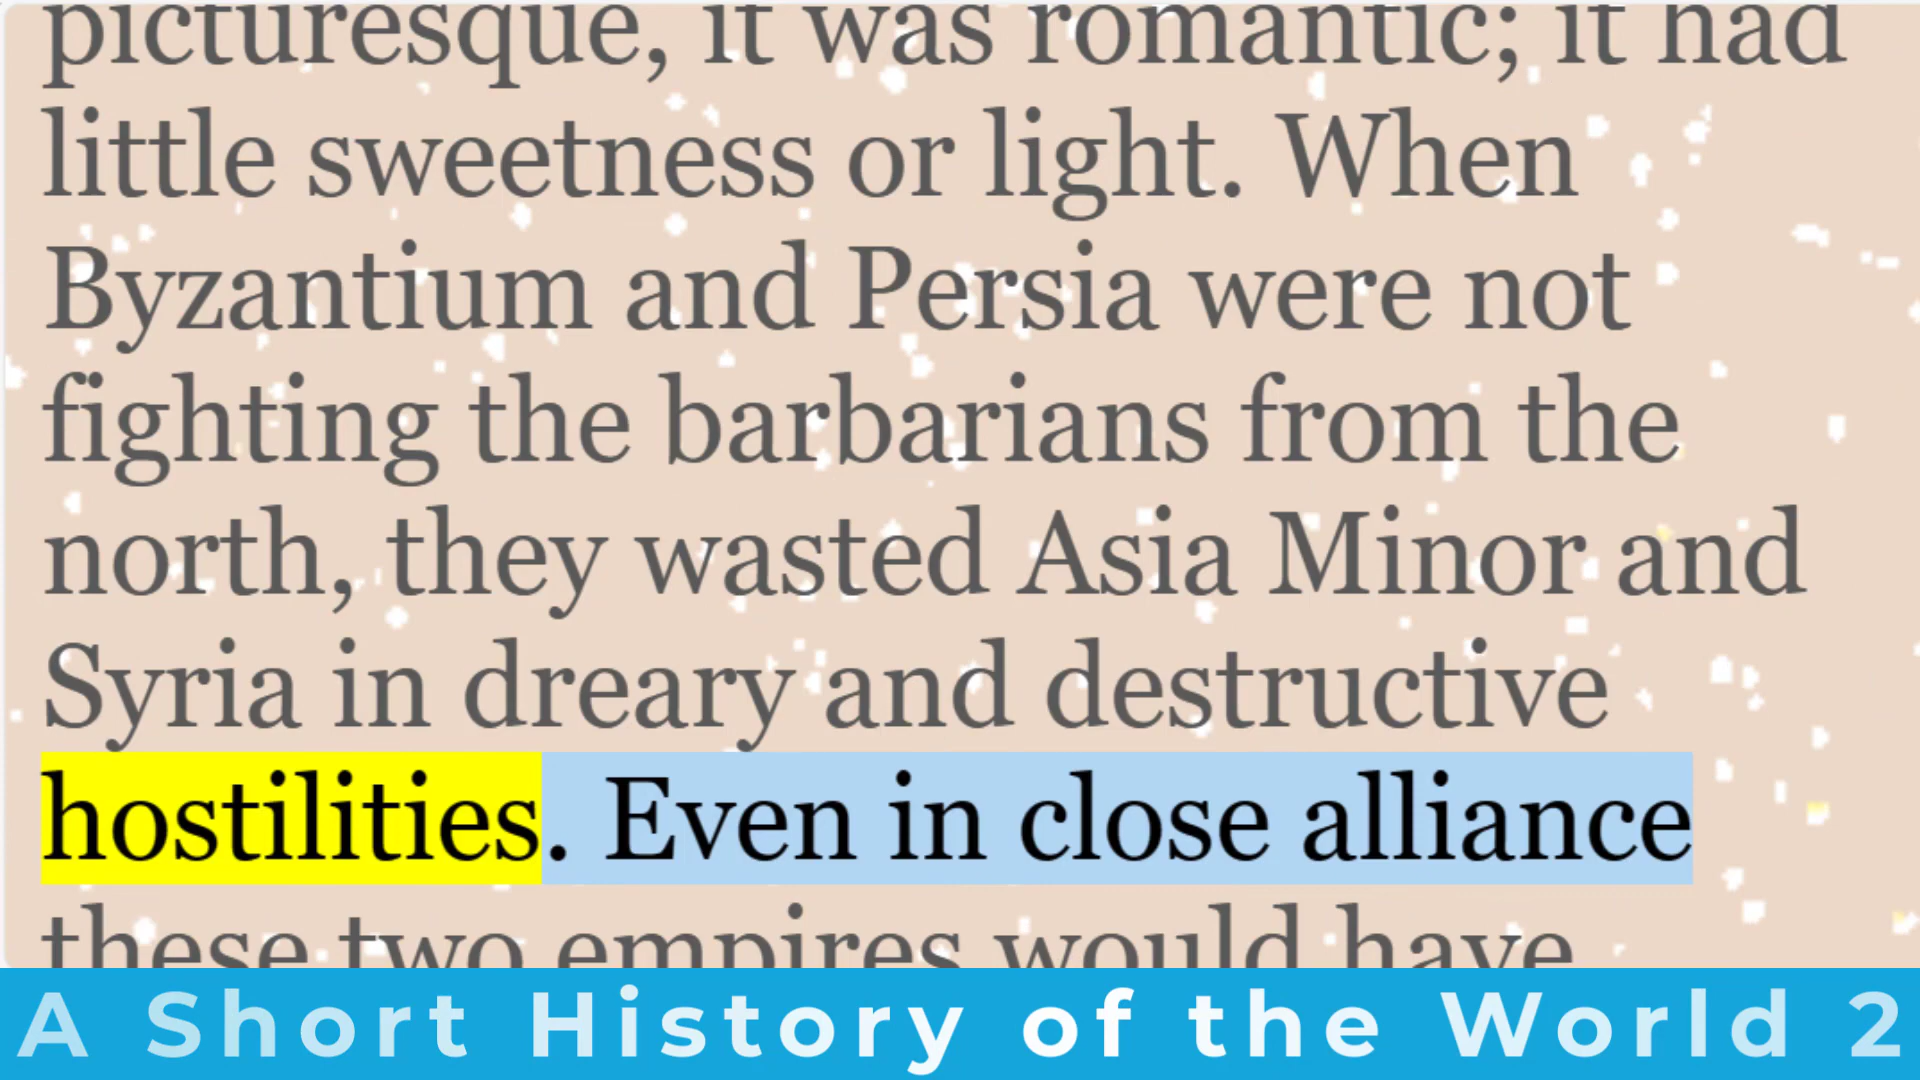 picturesque, it was romantic; it had
little sweetness or light. When
Byzantium and Persia were not
fighting the barbarians from the
north, they wasted Asia Minor and
Syria in dreary and destructive
hostilities. Even in close alliance
these two empires would have
A Short History of the World 2